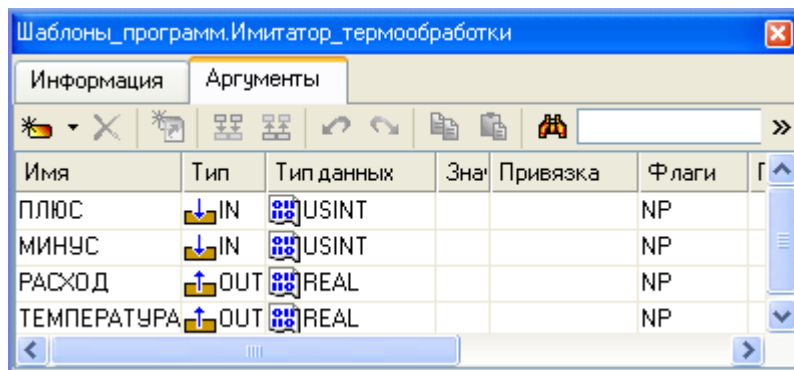 Шаблоны_программ.Имитатор_термообработки
Информация Аргументы
Имя Тип Тип данных Знач Привязка Флаги
ПЛЮС IN USINT NP
МИНУС IN USINT NP
РАСХОД OUT REAL NP
ТЕМПЕРАТУРА OUT REAL NP